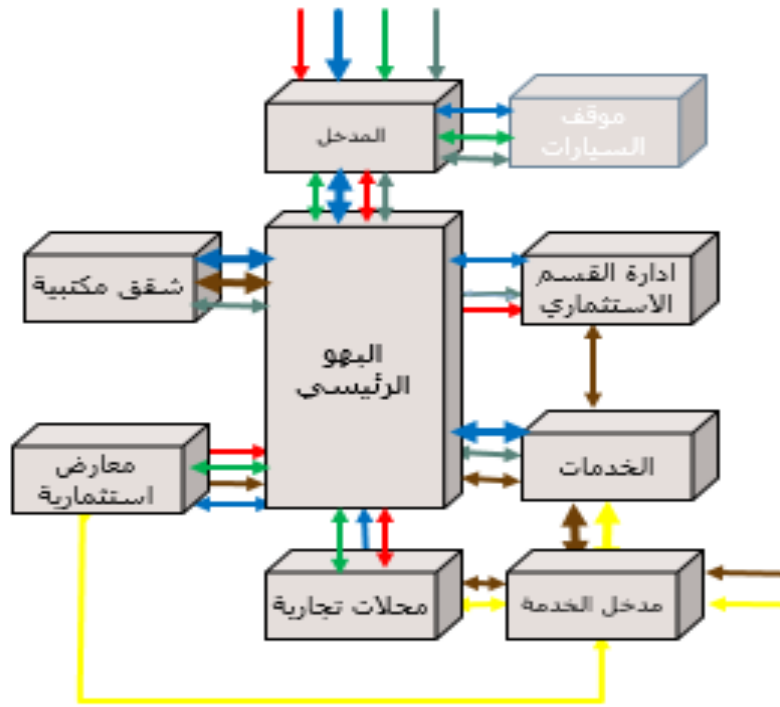 المدخل
موقف
السيارات
شقق مكتبية
ادارة القسم
الاستثماري
البهو
الرئيسي
معارض
استثمارية
الخدمات
محلات تجارية
مدخل الخدمة